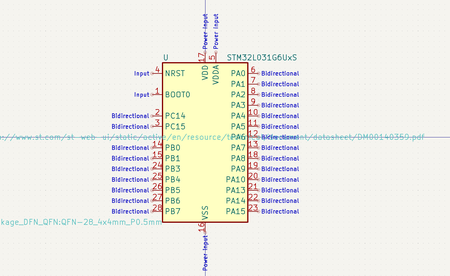 Power input Power input
17 5
U STM32L031G6UxS
VDD VDDA
Input 4 NRST PA0 6 Bidirectional
PA1 7 Bidirectional
Input 1 BOOT0 PA2 8 Bidirectional
PA3 9 Bidirectional
Bidirectional 2 PC14 PA4 10 Bidirectional
Bidirectional 3 PC15 PA5 11 Bidirectional
//www.st.com/st-web-ui/static/active/en/resource/ PA6 12 /datasheet/DM00140359.pdf
Bidirectional 14 PB0 PA7 13 Bidirectional
Bidirectional 15 PB1 PA8 18 Bidirectional
Bidirectional 24 PB3 PA9 19 Bidirectional
Bidirectional 25 PB4 PA10 20 Bidirectional
Bidirectional 26 PB5 PA13 21 Bidirectional
Bidirectional 27 PB6 PA14 22 Bidirectional
Bidirectional 28 PB7 PA15 23 Bidirectional
VSS
kage_DFN_QFN:QFN-28_4x4mm_P0.5mm
16
Power input